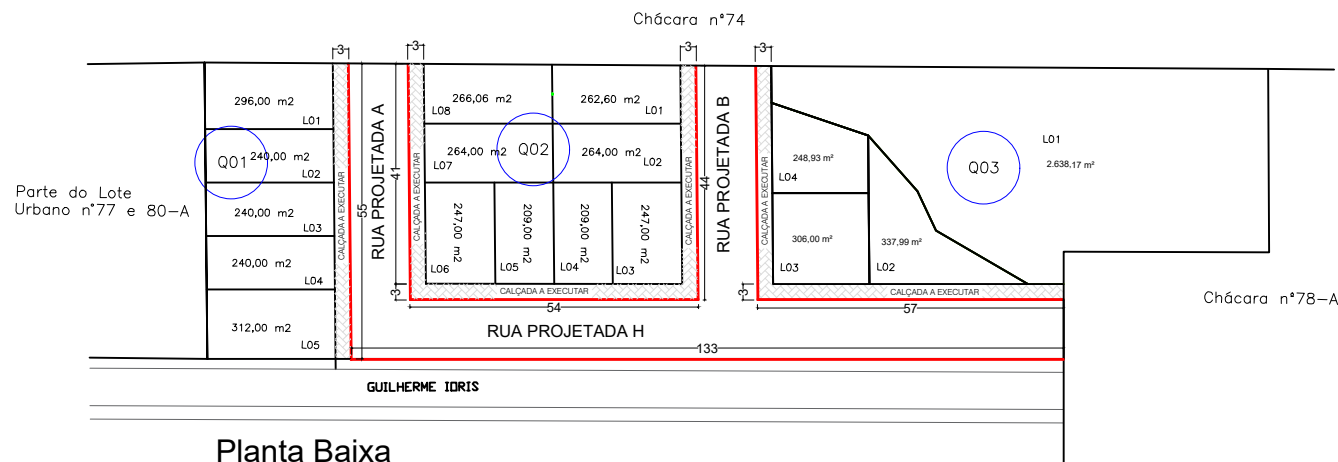 Chácara n°74
3
3
3
3
296,00 m2
L01
240,00 m2
Q01
L02
240,00 m2
L03
240,00 m2
L04
312,00 m2
L05
Parte do Lote
Urbano n°77 e 80-A
CALÇADA A EXECUTAR
55
RUA PROJETADA A
41
3
CALÇADA A EXECUTAR
266,06 m2
L08
262,60 m2
L01
264,00 m2
L07
Q02
264,00 m2
L02
247,00 m2
L06
209,00 m2
L05
209,00 m2
L04
247,00 m2
L03
CALÇADA A EXECUTAR
CALÇADA A EXECUTAR
54
44
RUA PROJETADA B
3
CALÇADA A EXECUTAR
248,93 m²
L04
306,00 m²
L03
337,99 m²
L02
Q03
L01
2.638,17 m²
CALÇADA A EXECUTAR
57
Chácara n°78-A
RUA PROJETADA H
133
GUILHERME IDRIS
Planta Baixa